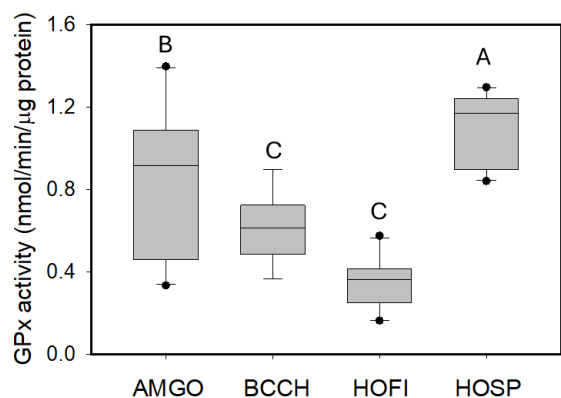 GPx activity (nmol/min/µg protein)
1.6
1.2
0.8
0.4
0.0
B
C
C
A
AMGO BCCH HOFI HOSP